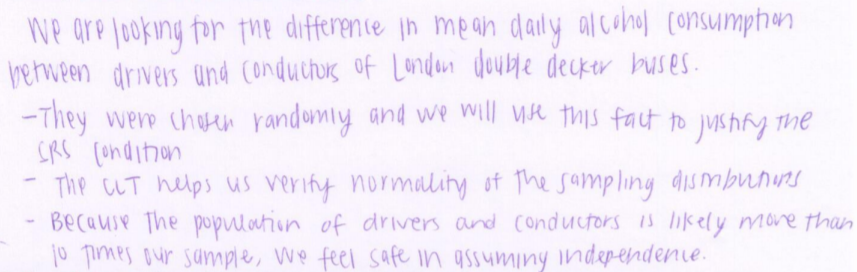 We are looking for the difference in mean daily alcohol consumption
between drivers and conductors of London double decker buses.
-They were chosen randomly and we will use this fact to justify the
SRS condition
- The CLT helps us verify normality of the sampling distributions
- Because the population of drivers and conductors is likely more than
10 times our sample, we feel safe in assuming independence.